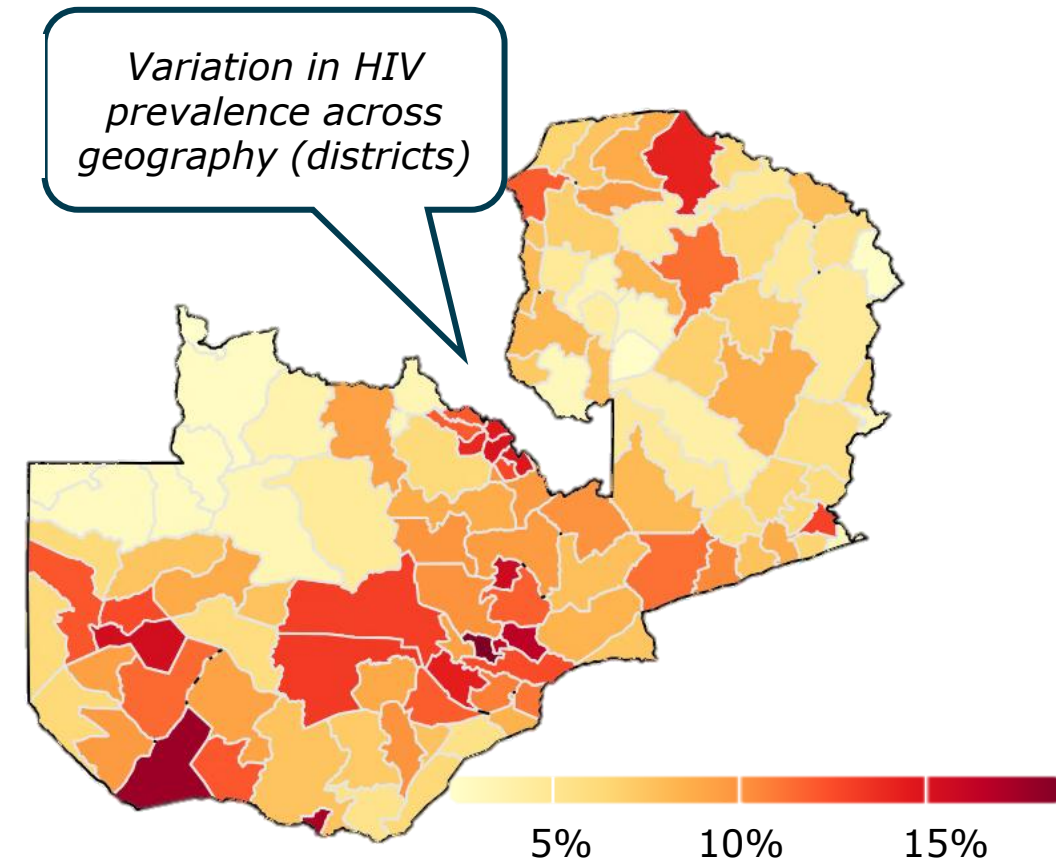 Variation in HIV
prevalence across
geography (districts)
5% 10% 15%